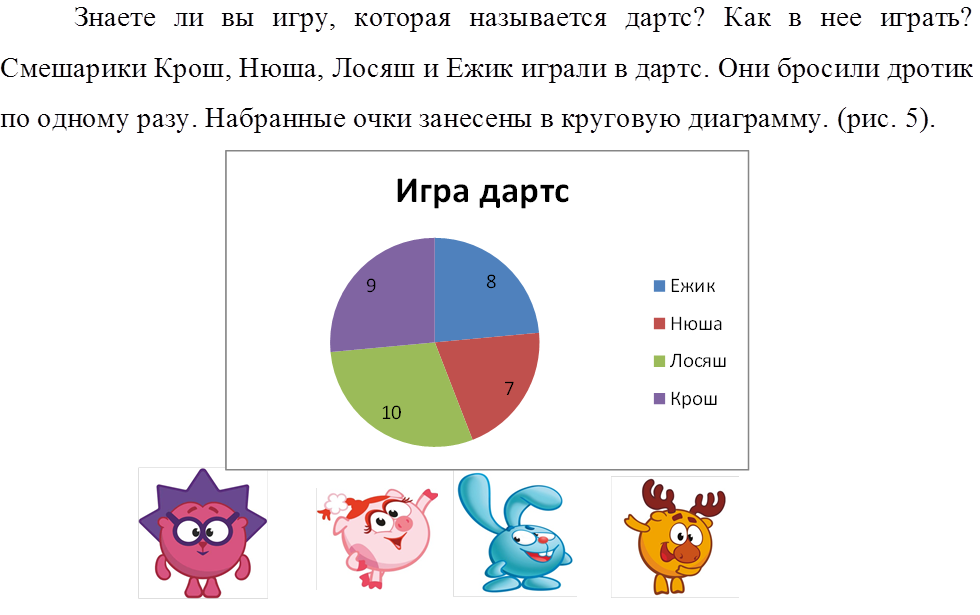 Знаете ли вы игру, которая называется дартс? Как в нее играть?
Смешарики Крош, Нюша, Лосяш и Ежик играли в дартс. Они бросили дротик
по одному разу. Набранные очки занесены в круговую диаграмму. (рис. 5).
Игра дартс
9
8
7
10
Ежик
Нюша
Лосяш
Крош